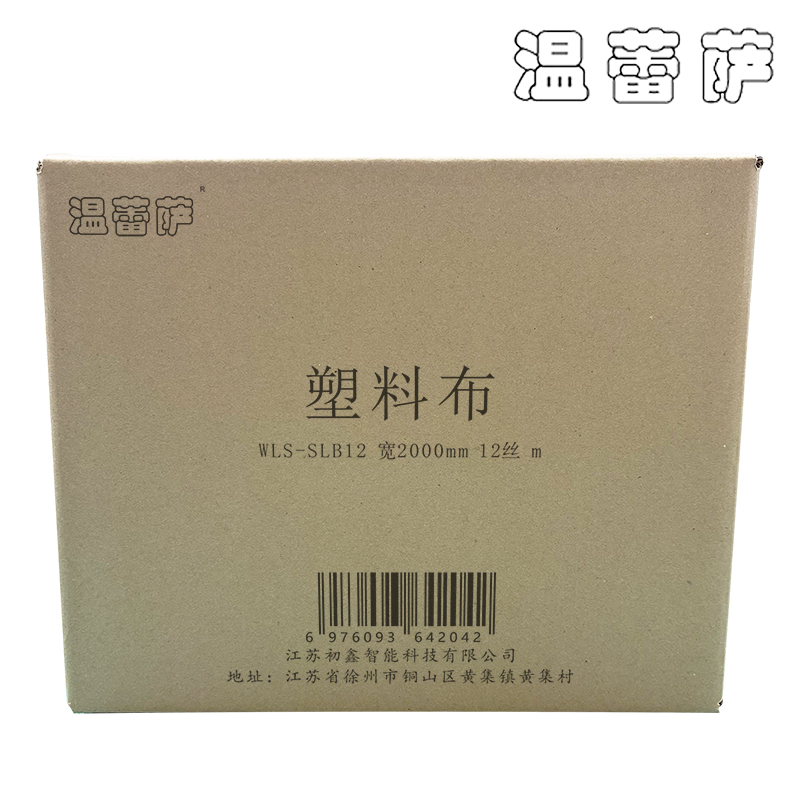 温蕾萨
温蕾萨®
塑料布
WLS-SLB12 宽2000mm 12丝 m
6 976093 642042
江苏初鑫智能科技有限公司
地址：江苏省徐州市铜山区黄集镇黄集村